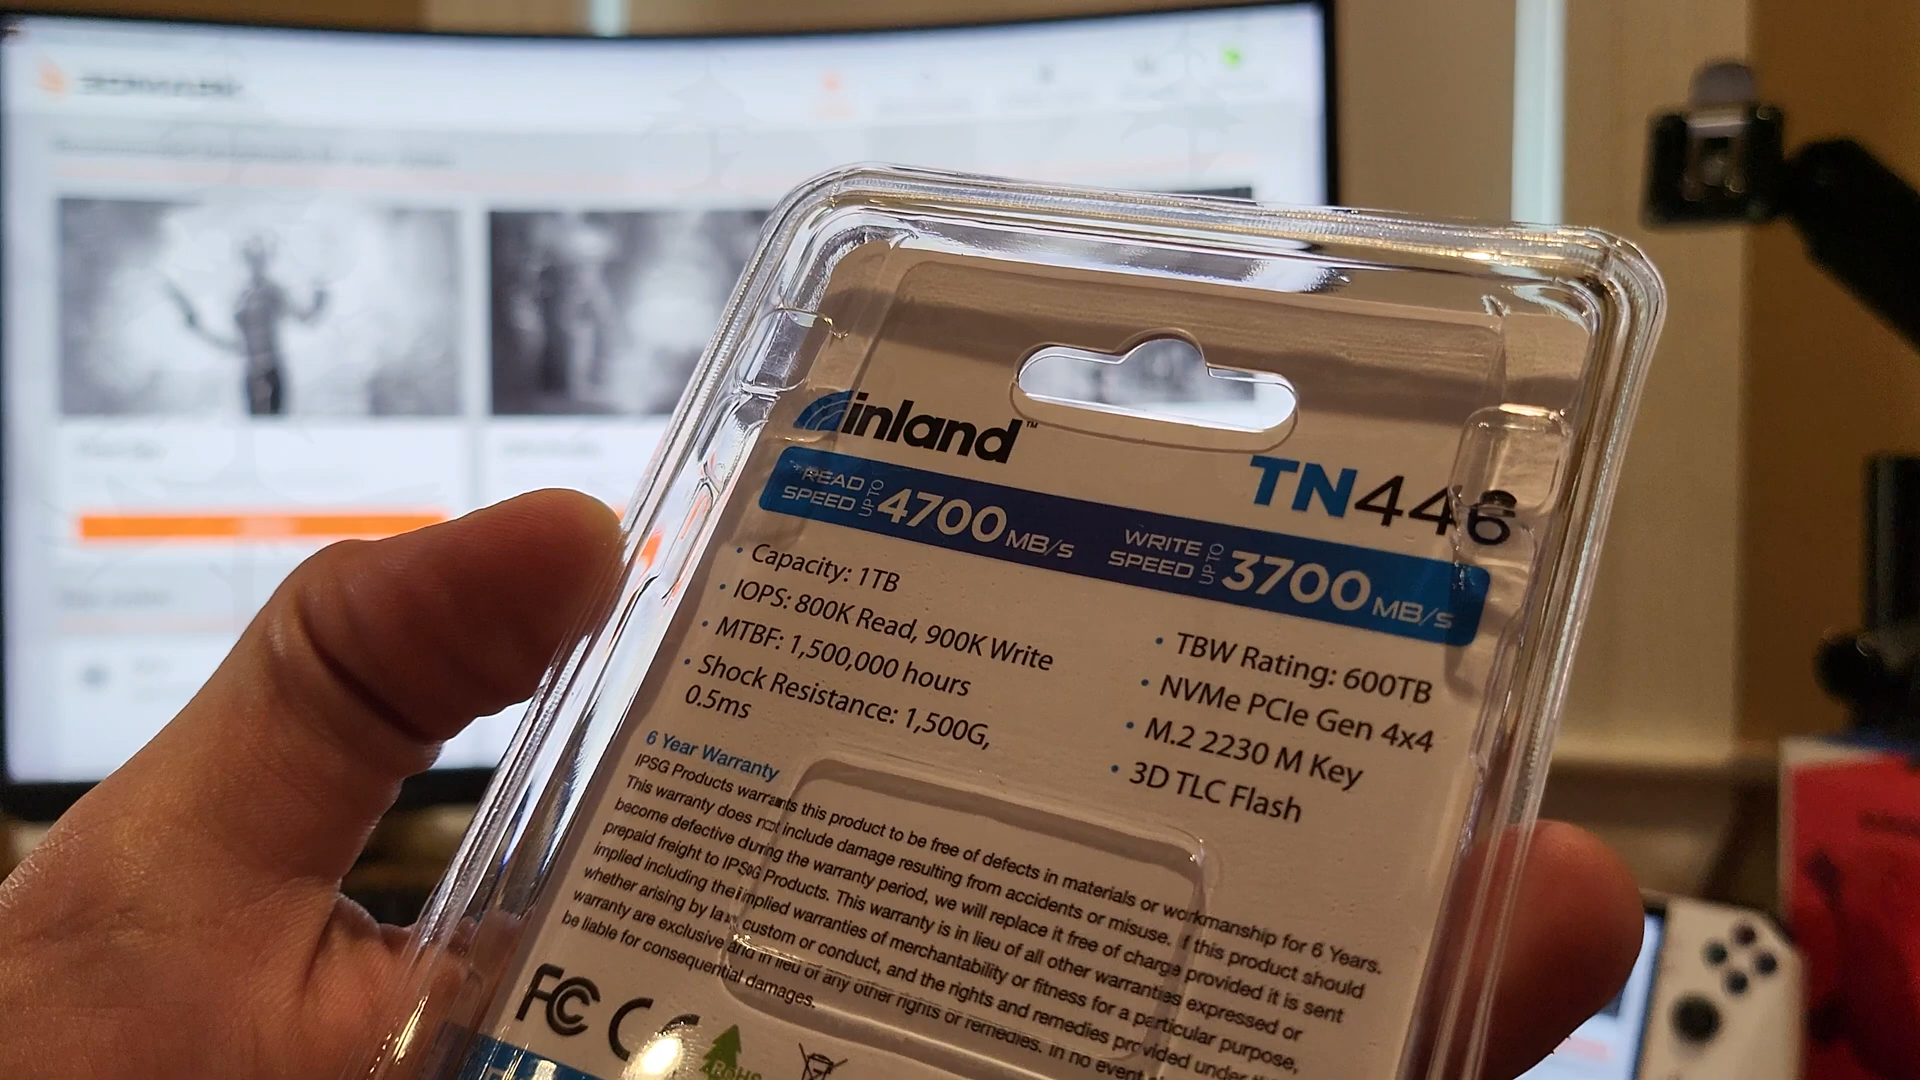 3DMARK
inland™
TN446
READ SPEED UP TO 4700 MB/s
WRITE SPEED UP TO 3700 MB/s
• Capacity: 1TB
• IOPS: 800K Read, 900K Write
• MTBF: 1,500,000 hours
• Shock Resistance: 1,500G,
0.5ms
• TBW Rating: 600TB
• NVMe PCIe Gen 4x4
• M.2 2230 M Key
• 3D TLC Flash
6 Year Warranty
IPSG Products warrants this product to be free of defects in materials or workmanship for 6 Years.
This warranty does not include damage resulting from accidents or misuse. If this product should
become defective during the warranty period, we will replace it free of charge provided it is sent
prepaid freight to IPSG Products. This warranty is in lieu of all other warranties expressed or
implied including the implied warranties of merchantability or fitness for a particular purpose,
whether arising by law, custom or conduct, and the rights and remedies provided under
warranty are exclusive and in lieu of any other rights or remedies. In no event
be liable for consequential damages.
FC CE
RoHS